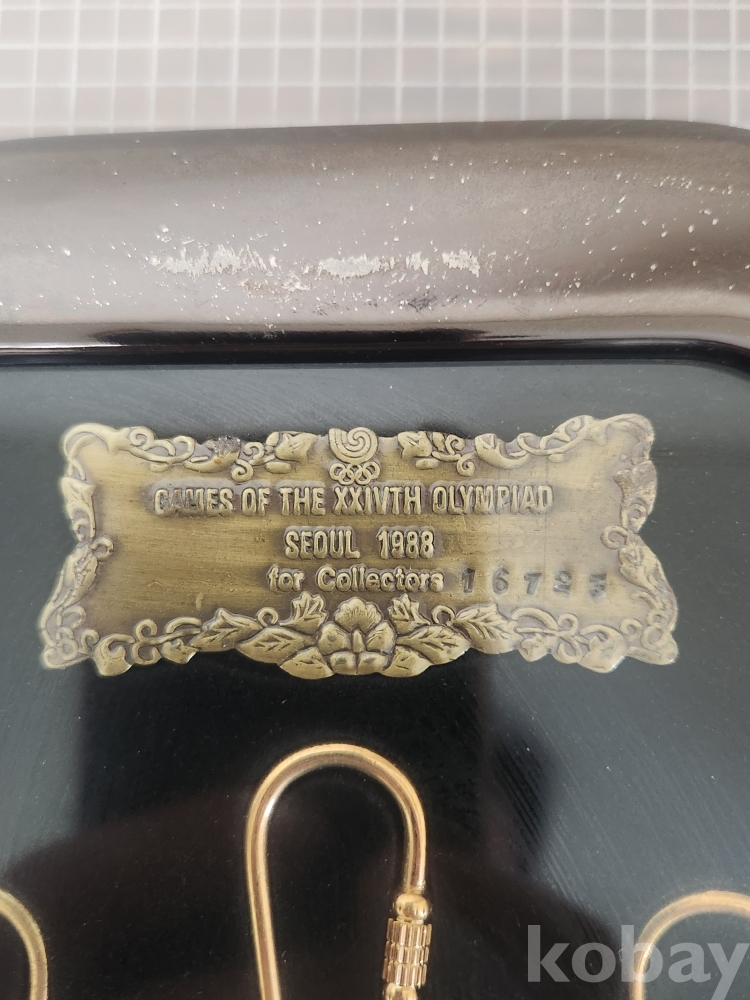 GAMES OF THE XXIVTH OLYMPIAD
SEOUL 1988
for Collectors 16723
kobay